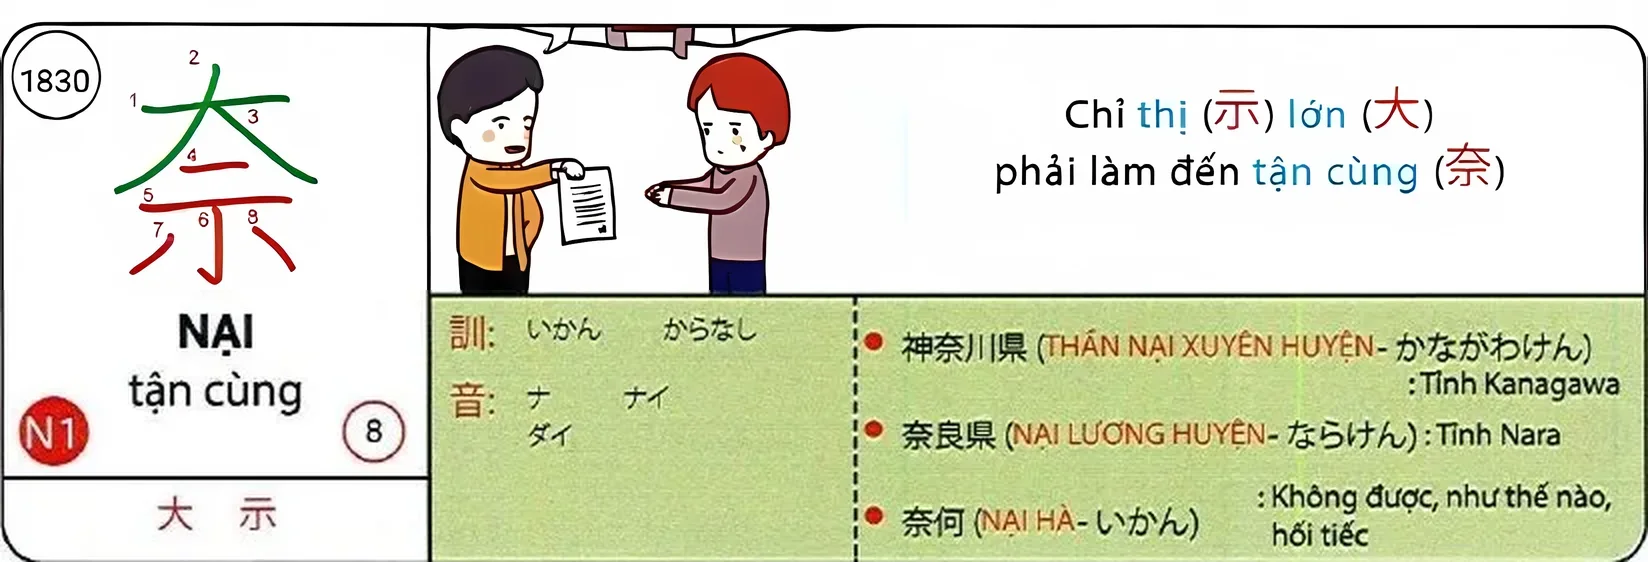 1830
1
2
3
4
5
6
7
8
奈
NẠI
tận cùng
N1
8
大 示
Chỉ thị (示) lớn (大)
phải làm đến tận cùng (奈)
訓: いかん からなし
音: ナ ナイ
ダイ
神奈川県 (THẦN NẠI XUYÊN HUYỆN- かながわけん)
: Tỉnh Kanagawa
奈良県 (NẠI LƯƠNG HUYỆN- ならけん) : Tỉnh Nara
奈何 (NẠI HÀ- いかん)
: Không được, như thế nào,
hối tiếc